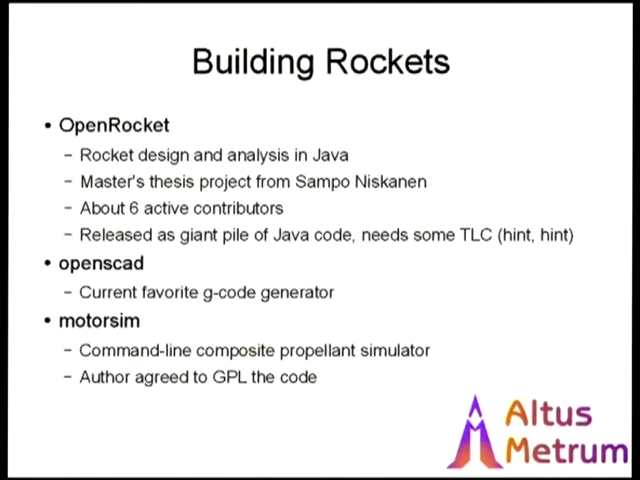 Building Rockets
• OpenRocket
– Rocket design and analysis in Java
– Master's thesis project from Sampo Niskanen
– About 6 active contributors
– Released as giant pile of Java code, needs some TLC (hint, hint)
• openscad
– Current favorite g-code generator
• motorsim
– Command-line composite propellant simulator
– Author agreed to GPL the code
Altus
Metrum